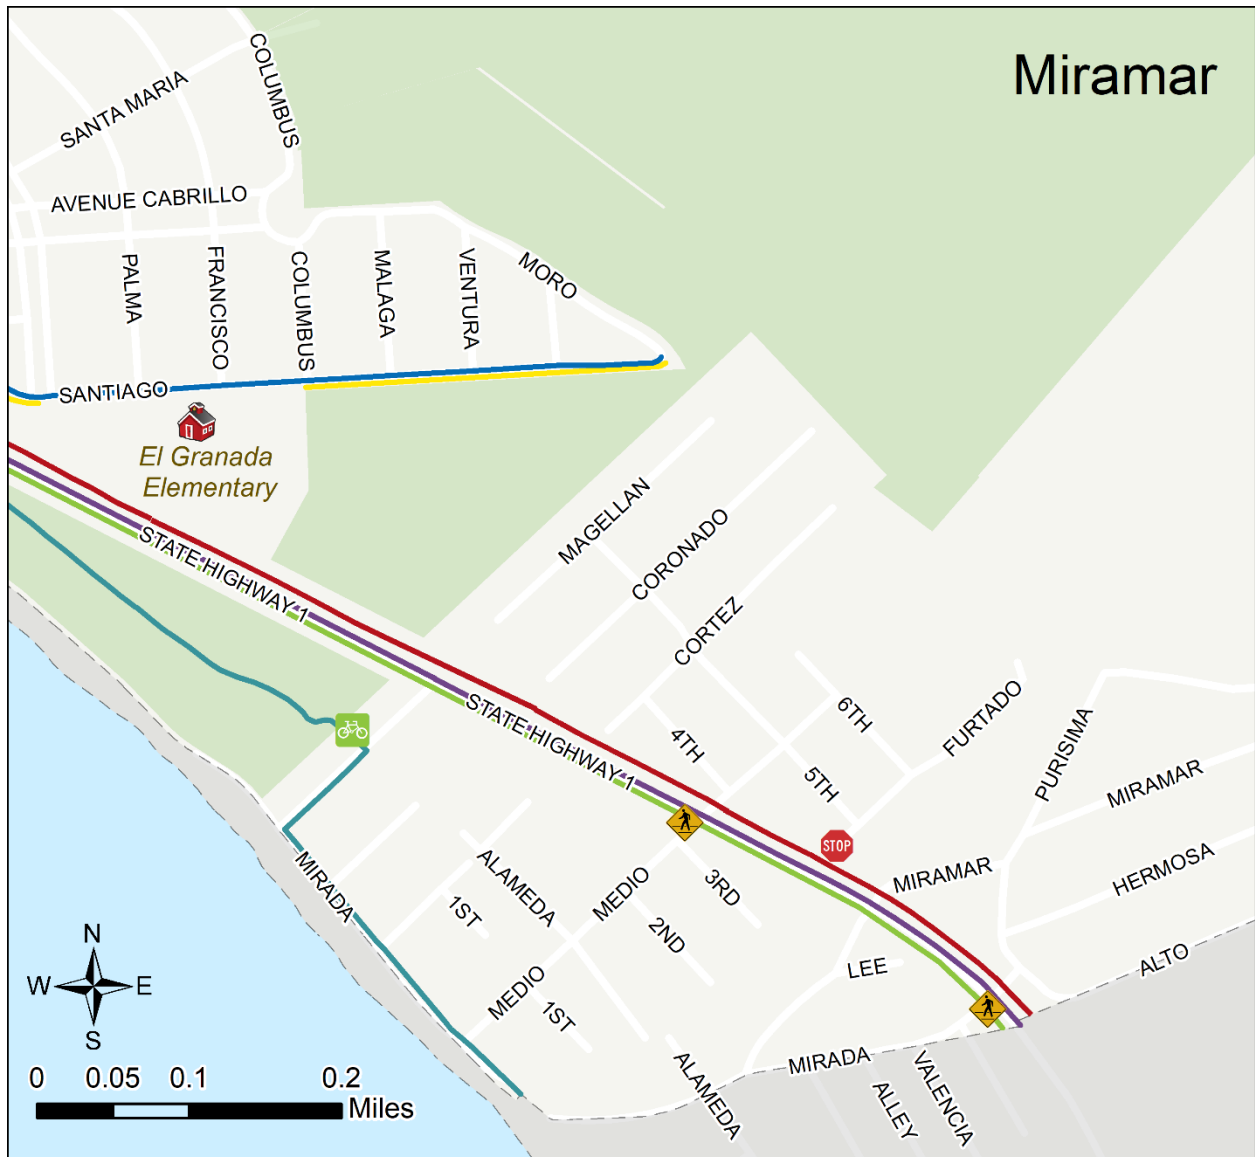 Miramar
COLUMBUS
SANTA MARIA
AVENUE CABRILLO
PALMA
FRANCISCO
COLUMBUS
MALAGA
VENTURA
MORO
SANTIAGO
El Granada
Elementary
STATE HIGHWAY 1
MAGELLAN
CORONADO
CORTEZ
STATE HIGHWAY 1
4TH
6TH
5TH
FURTADO
PURISIMA
MIRAMAR
STOP
MIRAMAR
HERMOSA
MIRADA
ALAMEDA
1ST
MEDIO
3RD
2ND
LEE
ALTO
MEDIO
1ST
MIRADA
ALAMEDA
ALLEY
VALENCIA
N
W E
S
0 0.05 0.1 0.2
Miles